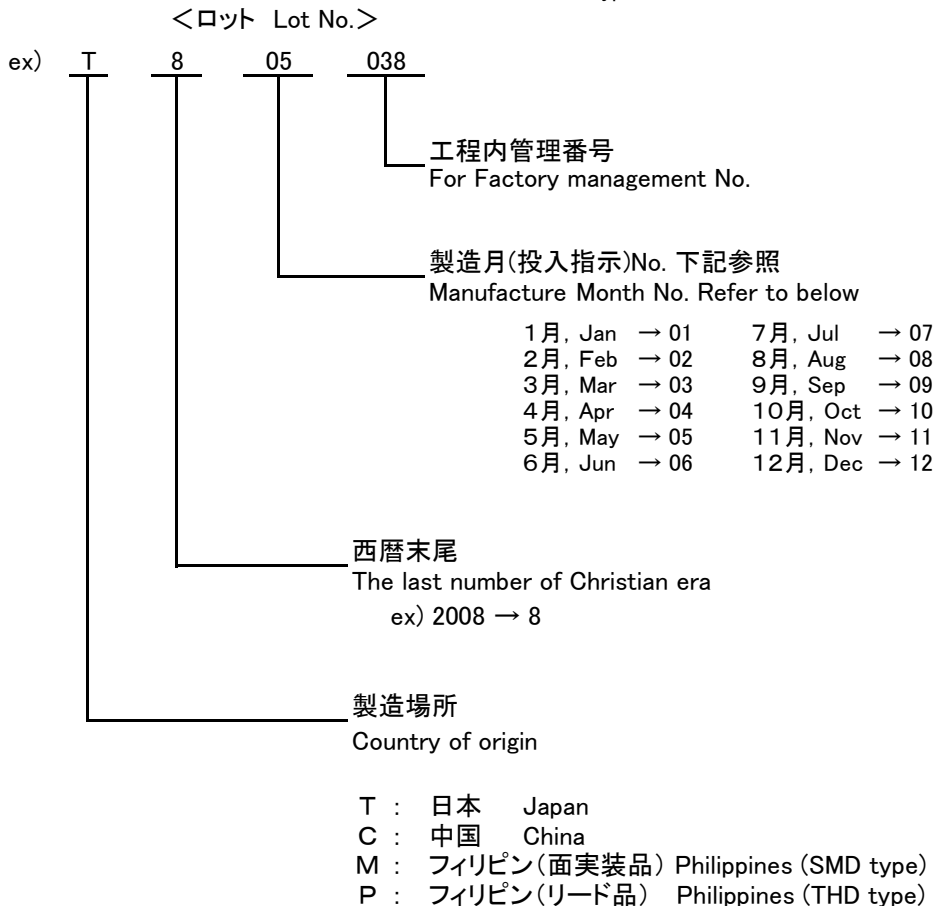 ＜ロット Lot No.＞
ex) T 8 05 038
工程内管理番号
For Factory management No.
製造月(投入指示)No. 下記参照
Manufacture Month No. Refer to below
1月, Jan → 01 7月, Jul → 07
2月, Feb → 02 8月, Aug → 08
3月, Mar → 03 9月, Sep → 09
4月, Apr → 04 10月, Oct → 10
5月, May → 05 11月, Nov → 11
6月, Jun → 06 12月, Dec → 12
西暦末尾
The last number of Christian era
ex) 2008 → 8
製造場所
Country of origin
T : 日本 Japan
C : 中国 China
M : フィリピン(面実装品) Philippines (SMD type)
P : フィリピン(リード品) Philippines (THD type)